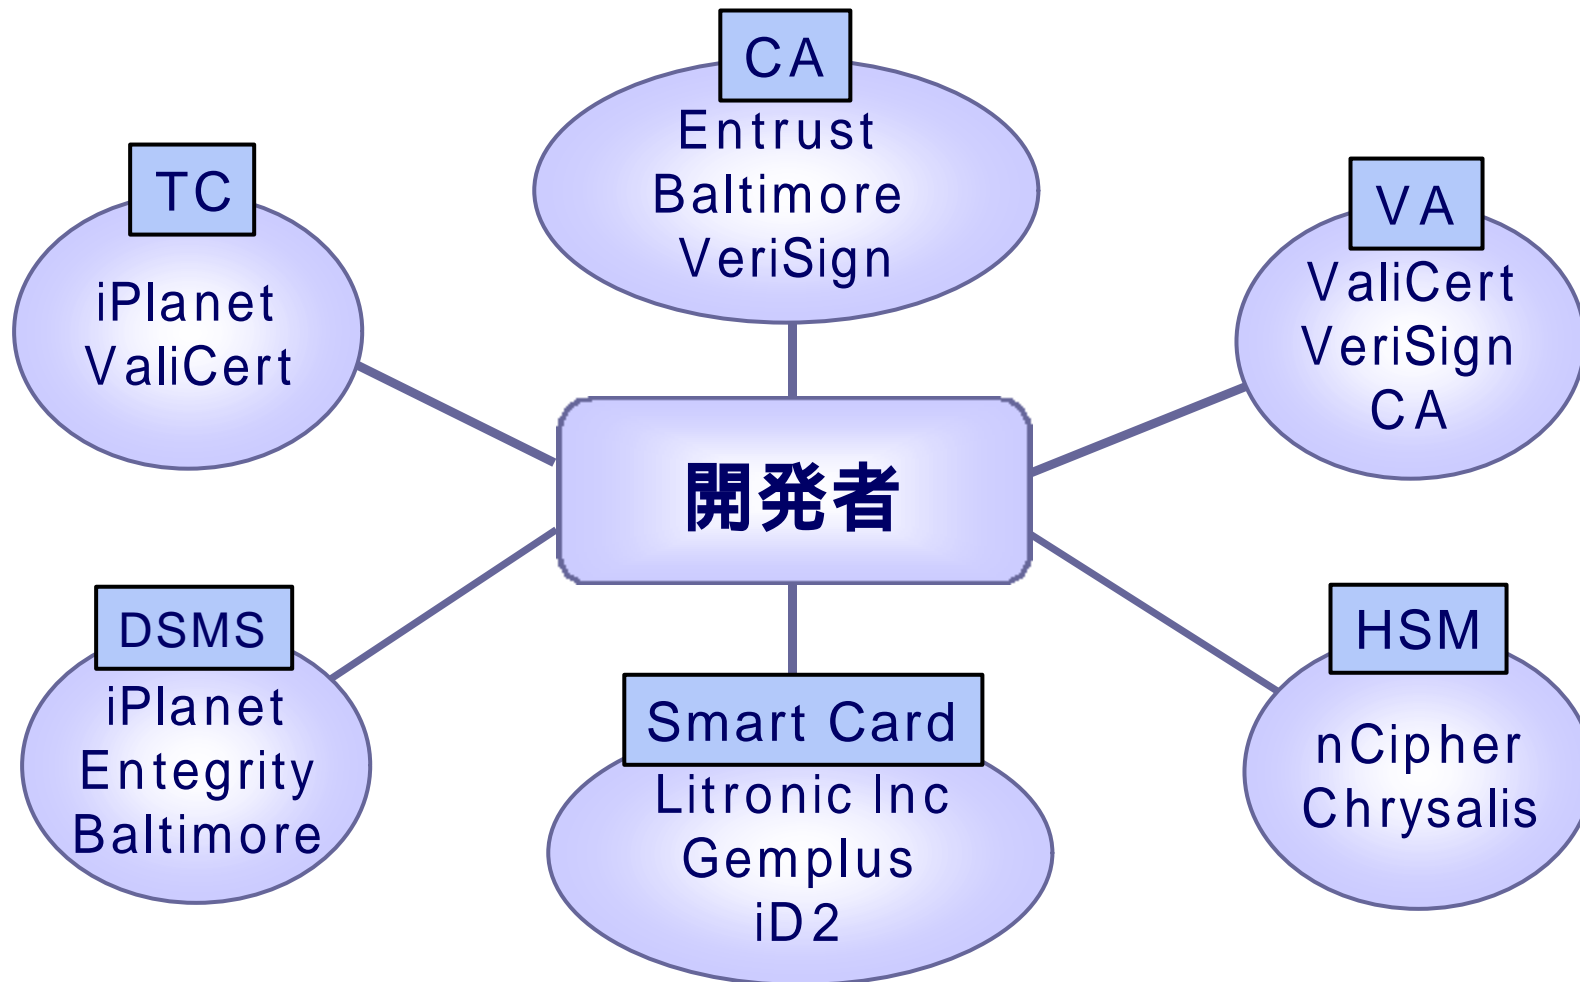 CA
Entrust
Baltimore
VeriSign
TC
iPlanet
ValiCert
VA
ValiCert
VeriSign
CA
開発者
DSMS
iPlanet
Entegrity
Baltimore
Smart Card
Litronic Inc
Gemplus
iD2
HSM
nCipher
Chrysalis